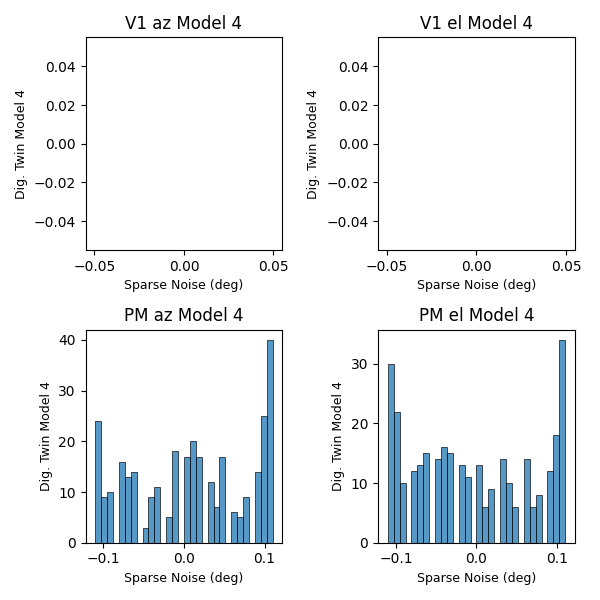 V1 az Model 4
V1 el Model 4
Dig. Twin Model 4
0.04
0.02
0.00
−0.02
−0.04
−0.05
0.00
0.05
Sparse Noise (deg)
Dig. Twin Model 4
0.04
0.02
0.00
−0.02
−0.04
−0.05
0.00
0.05
Sparse Noise (deg)
PM az Model 4
PM el Model 4
Dig. Twin Model 4
40
30
20
10
0
−0.1
0.0
0.1
Sparse Noise (deg)
Dig. Twin Model 4
30
20
10
0
−0.1
0.0
0.1
Sparse Noise (deg)